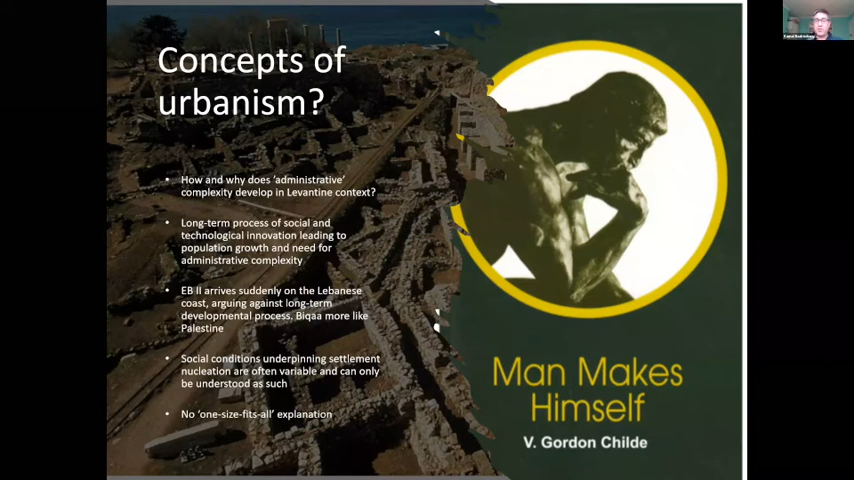 Concepts of
urbanism?
• How and why does 'administrative'
complexity develop in Levantine context?
• Long-term process of social and
technological innovation leading to
population growth and need for
administrative complexity
• EB II arrives suddenly on the Lebanese
coast, arguing against long-term
developmental process. Biqaa more like
Palestine
• Social conditions underpinning settlement
nucleation are often variable and can only
be understood as such
• No 'one-size-fits-all' explanation
Man Makes
Himself
V. Gordon Childe